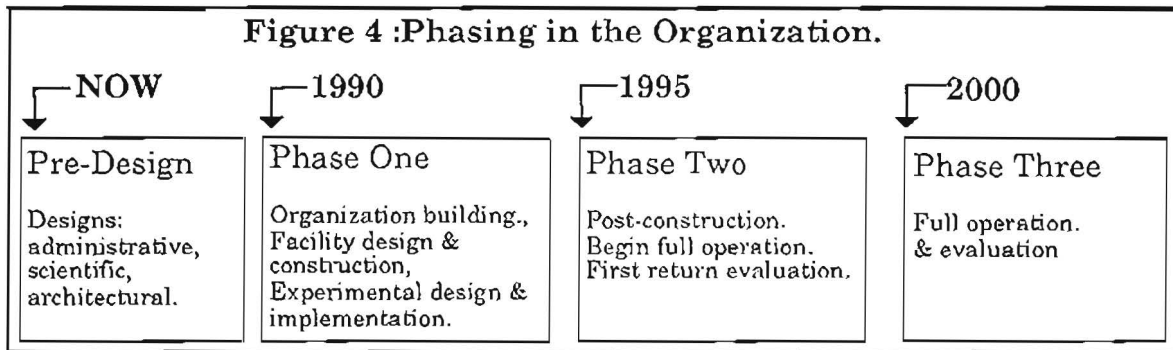 Figure 4 :Phasing in the Organization.
NOW
1990
1995
2000
Pre-Design
Designs:
administrative,
scientific,
architectural.
Phase One
Organization building.,
Facility design &
construction,
Experimental design &
implementation.
Phase Two
Post-construction.
Begin full operation.
First return evaluation.
Phase Three
Full operation.
& evaluation